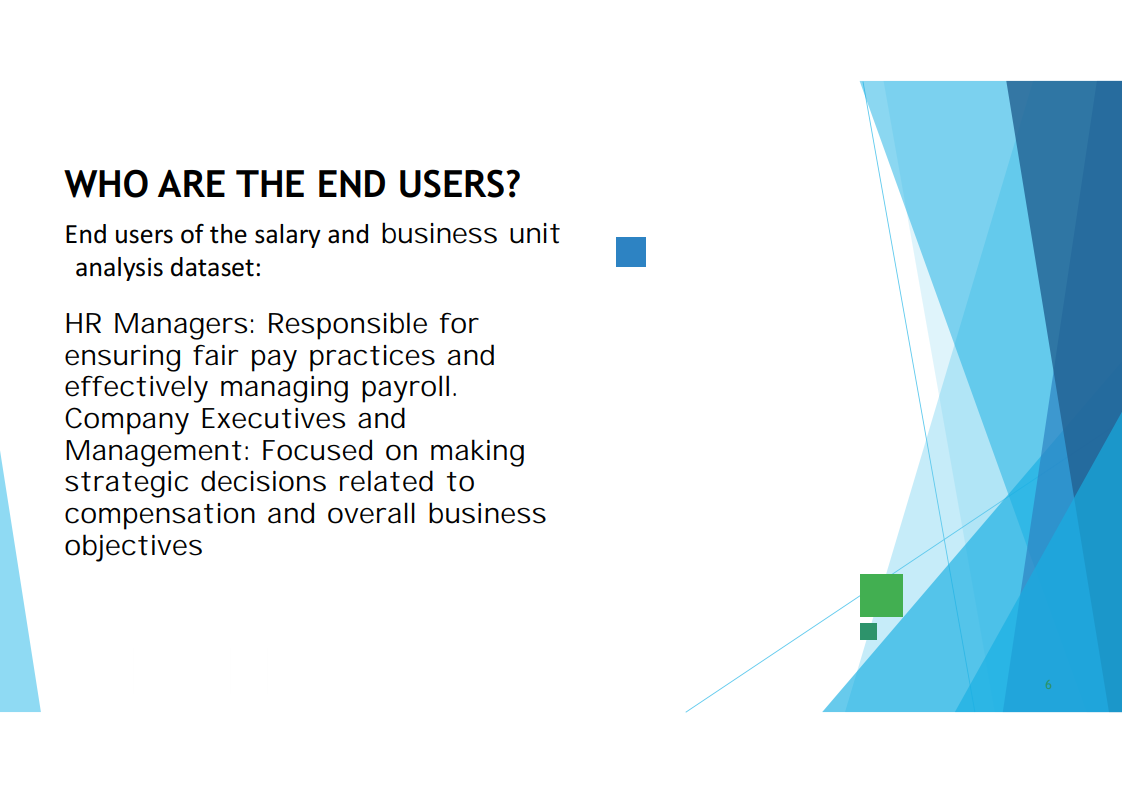 WHO ARE THE END USERS?
End users of the salary and business unit
analysis dataset:
HR Managers: Responsible for
ensuring fair pay practices and
effectively managing payroll.
Company Executives and
Management: Focused on making
strategic decisions related to
compensation and overall business
objectives
6